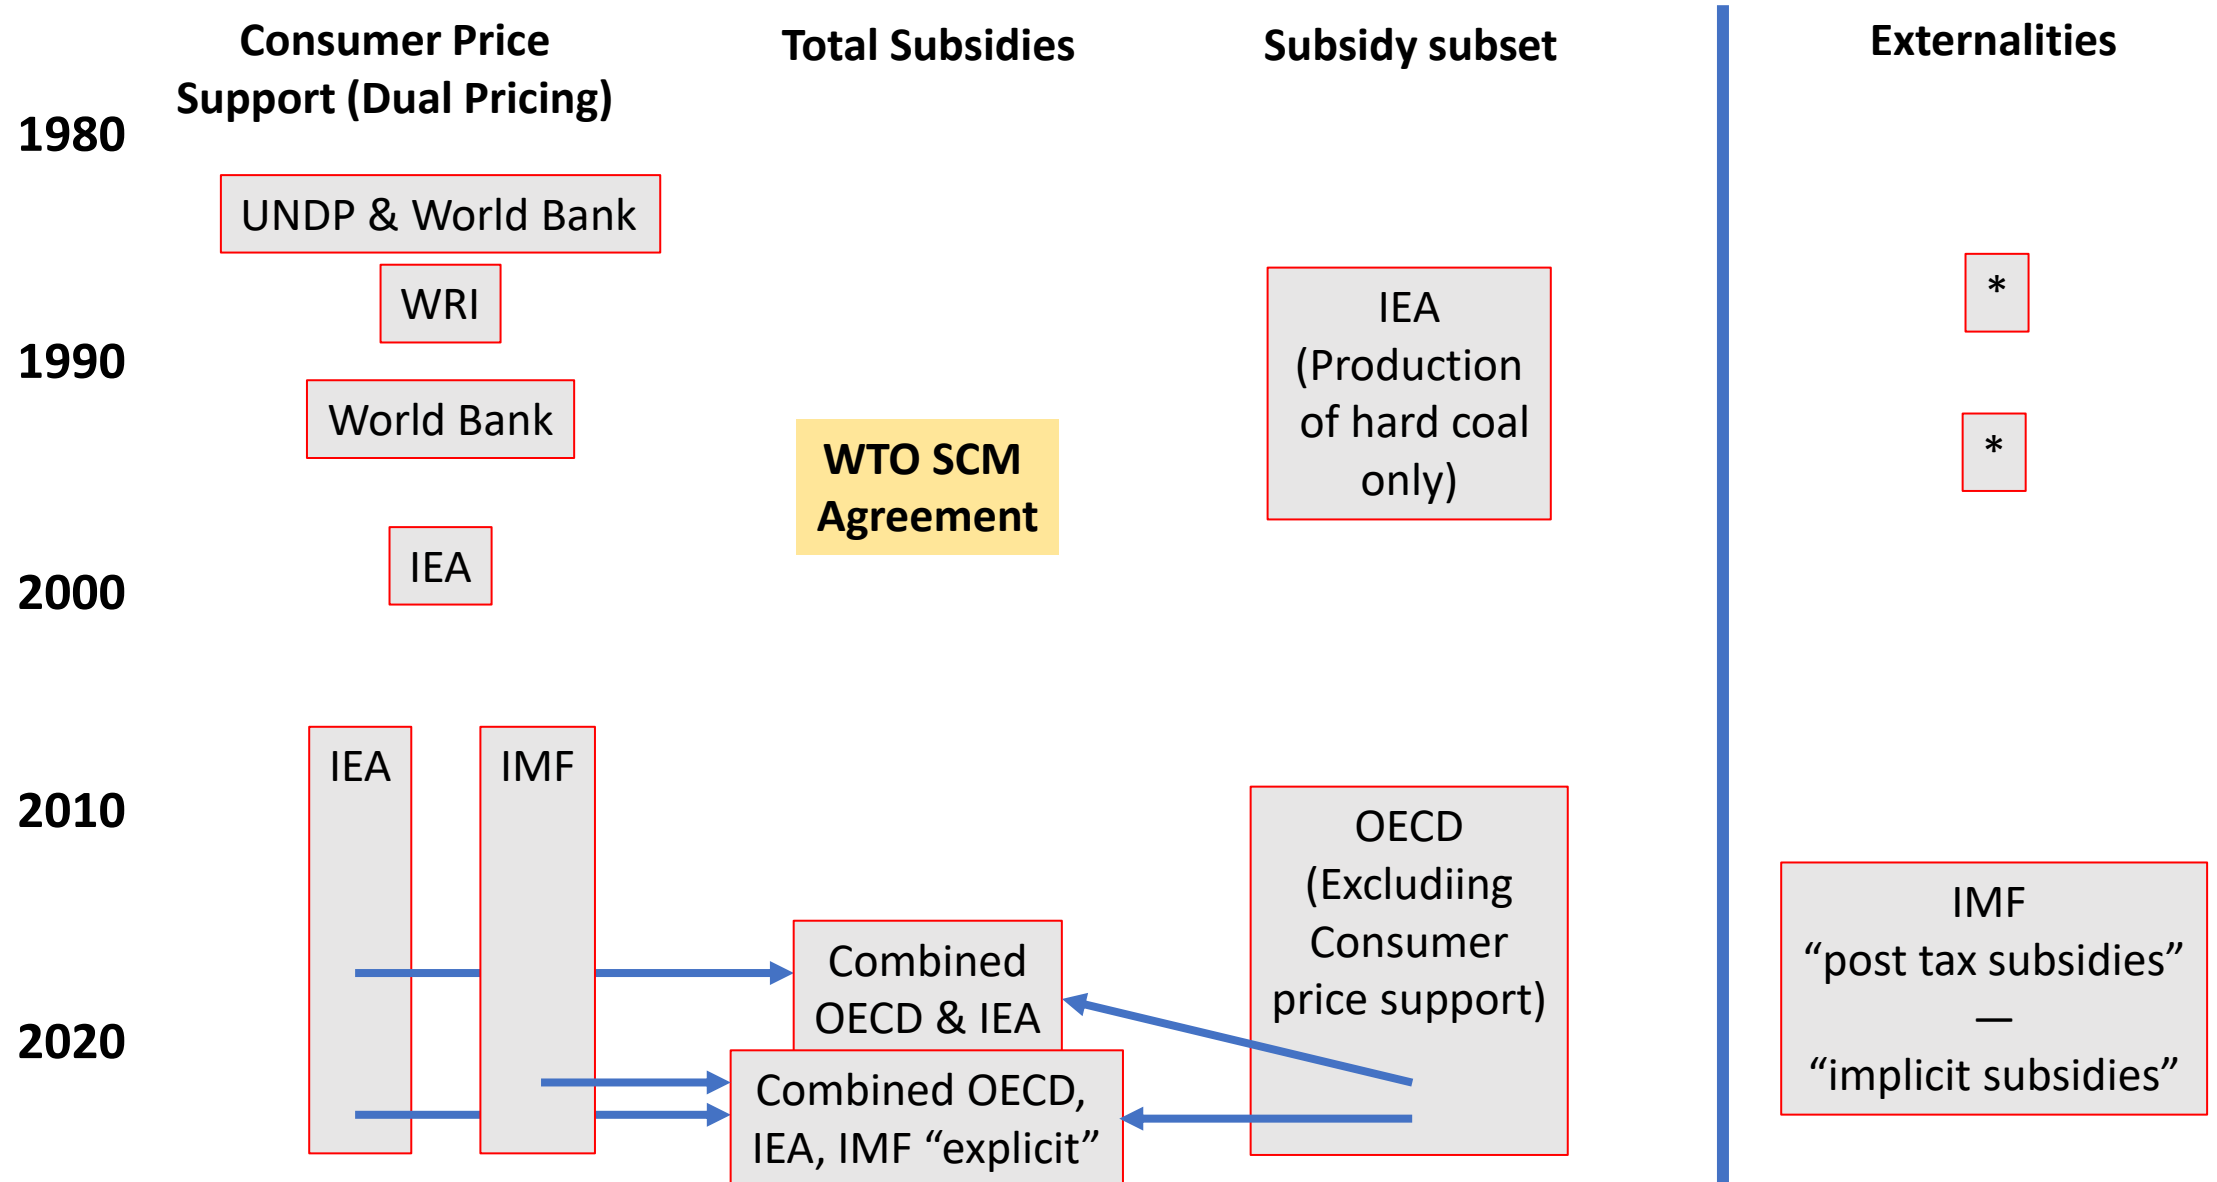 Consumer Price
Support (Dual Pricing)
Total Subsidies
Subsidy subset
Externalities
1980
UNDP & World Bank
WRI
IEA
(Production
of hard coal
only)
*
1990
World Bank
WTO SCM
Agreement
*
IEA
2000
IEA
IMF
2010
OECD
(Excludiing
Consumer
price support)
IMF
“post tax subsidies”
—
“implicit subsidies”
Combined
OECD & IEA
2020
Combined OECD,
IEA, IMF “explicit”